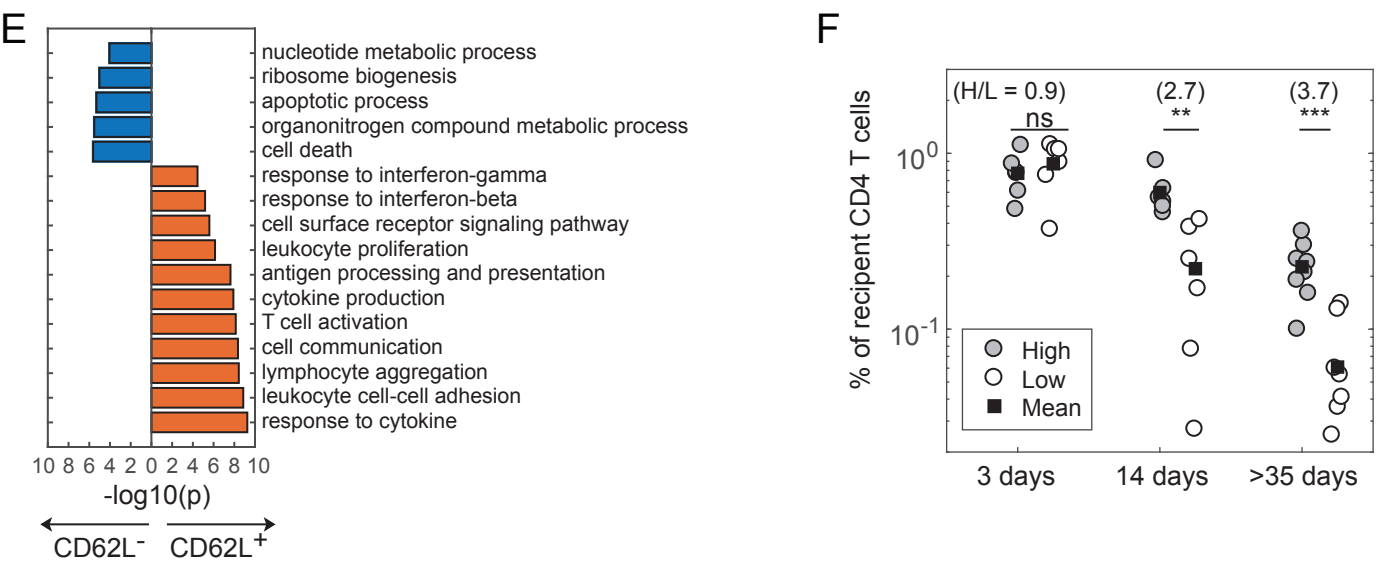 E
nucleotide metabolic process
ribosome biogenesis
apoptotic process
organonitrogen compound metabolic process
cell death
response to interferon-gamma
response to interferon-beta
cell surface receptor signaling pathway
leukocyte proliferation
antigen processing and presentation
cytokine production
T cell activation
cell communication
lymphocyte aggregation
leukocyte cell-cell adhesion
response to cytokine
10 8 6 4 2 0 2 4 6 8 10
-log10(p)
CD62L- CD62L+
F
% of recipent CD4 T cells
(H/L = 0.9) (2.7) (3.7)
ns ** ***
10^0
10^-1
High
Low
Mean
3 days 14 days >35 days